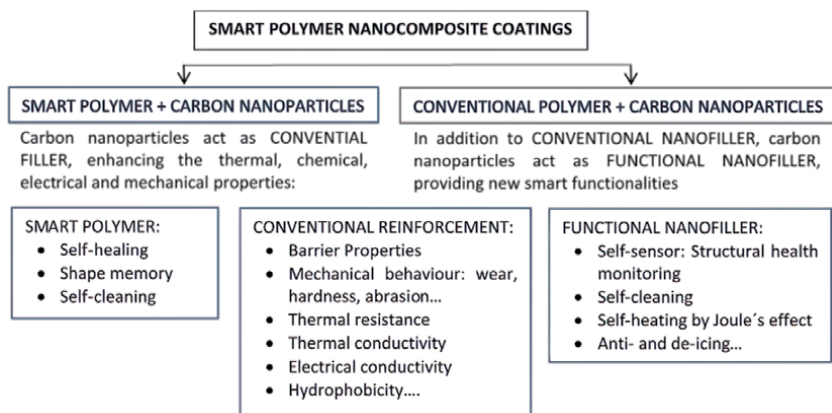 SMART POLYMER NANOCOMPOSITE COATINGS
SMART POLYMER + CARBON NANOPARTICLES
Carbon nanoparticles act as CONVENTIAL
FILLER, enhancing the thermal, chemical,
electrical and mechanical properties:
CONVENTIONAL POLYMER + CARBON NANOPARTICLES
In addition to CONVENTIONAL NANOFILLER, carbon
nanoparticles act as FUNCTIONAL NANOFILLER,
providing new smart functionalities
SMART POLYMER:
• Self-healing
• Shape memory
• Self-cleaning
CONVENTIONAL REINFORCEMENT:
• Barrier Properties
• Mechanical behaviour: wear,
hardness, abrasion...
• Thermal resistance
• Thermal conductivity
• Electrical conductivity
• Hydrophobicity....
FUNCTIONAL NANOFILLER:
• Self-sensor: Structural health
monitoring
• Self-cleaning
• Self-heating by Joule´s effect
• Anti- and de-icing...